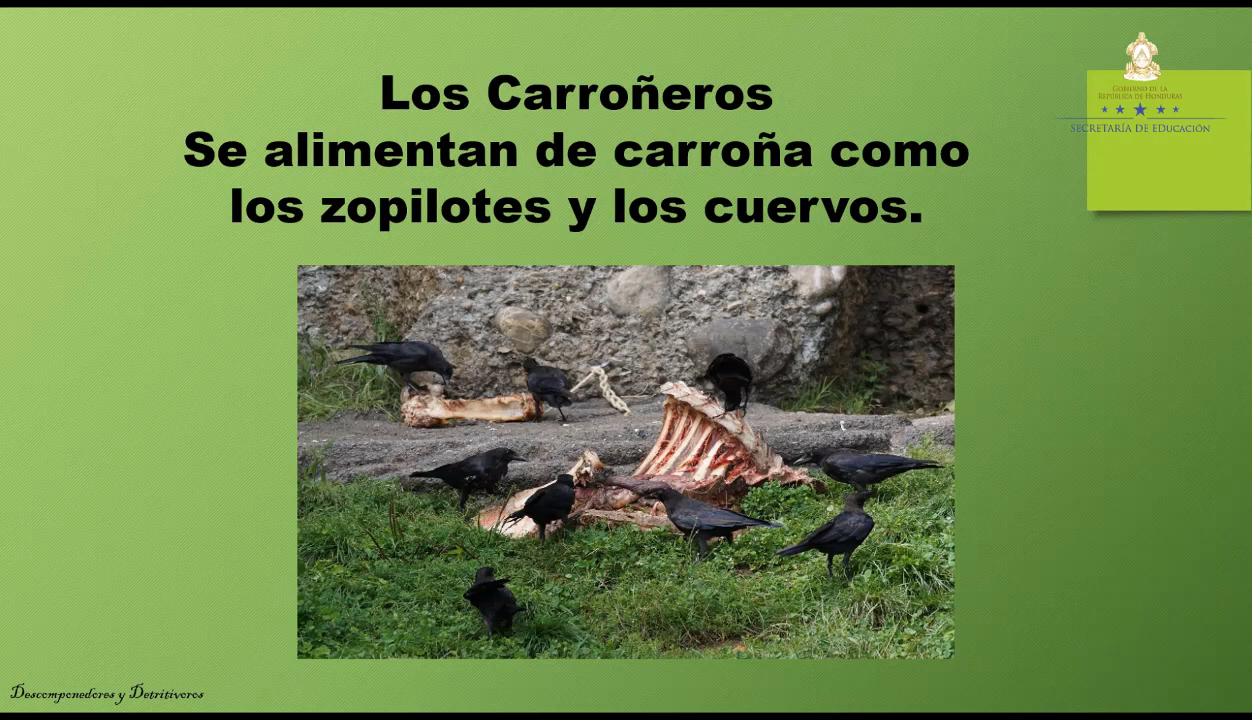 Los Carroñeros
Se alimentan de carroña como
los zopilotes y los cuervos.
GOBIERNO DE LA
REPÚBLICA DE HONDURAS
SECRETARÍA DE EDUCACIÓN
Descomponedores y Detritívoros